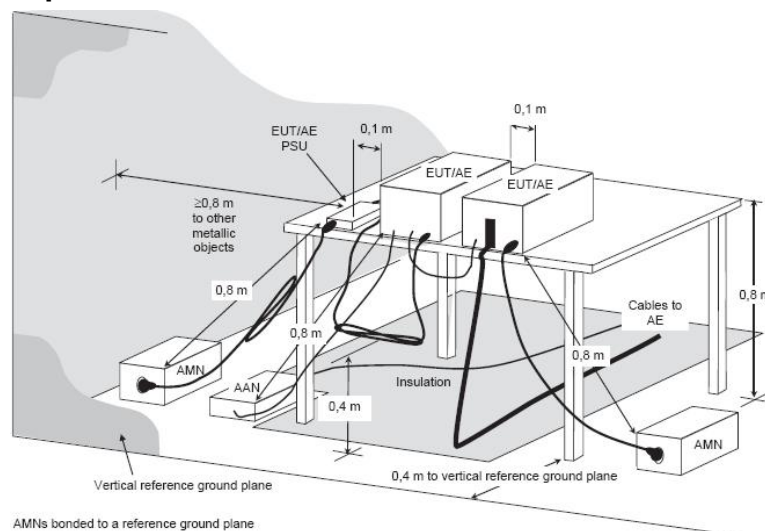 0,1 m
EUT/AE
PSU
0,1 m
EUT/AE
EUT/AE
≥0,8 m
to other
metallic
objects
0,8 m
0,8 m
Cables to
AE
0,8 m
0,8 m
AMN
AAN
Insulation
0,4 m
AMN
0,4 m to vertical reference ground plane
Vertical reference ground plane
AMNs bonded to a reference ground plane